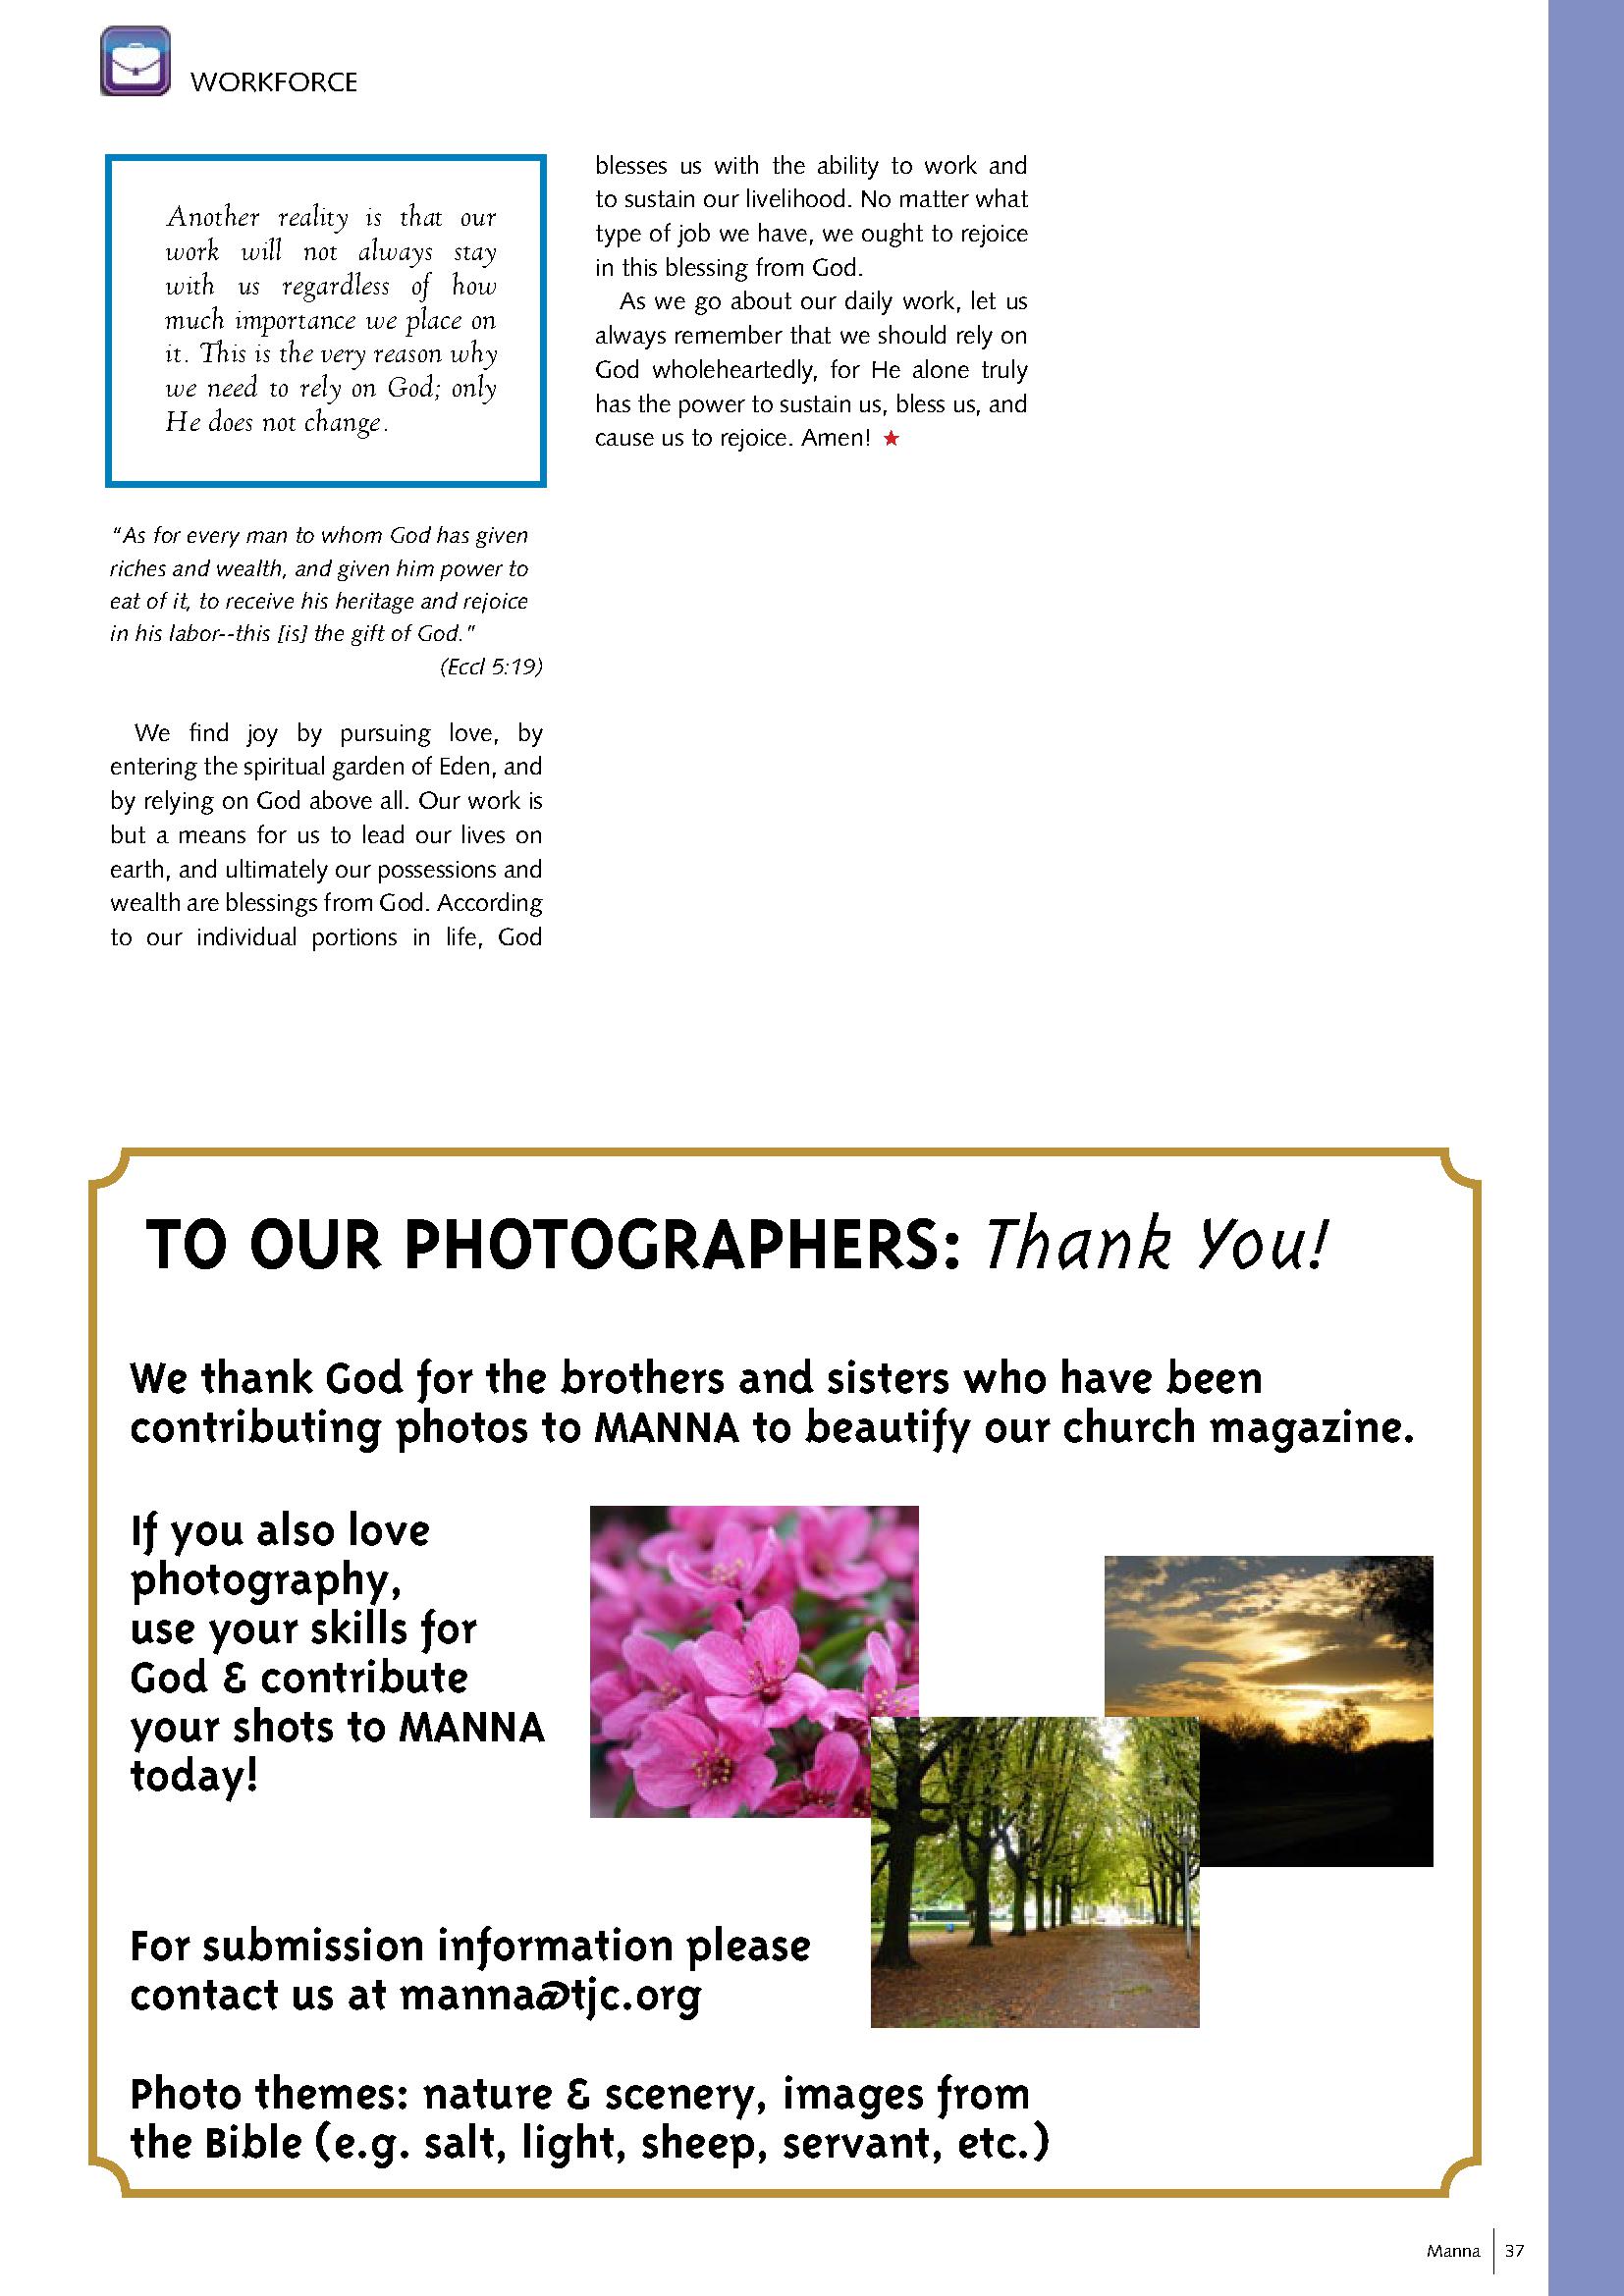 WORKFORCE
Another reality is that our
work will not always stay
with us regardless of how
much importance we place on
it. This is the very reason why
we need to rely on God; only
He does not change.
"As for every man to whom God has given
riches and wealth, and given him power to
eat of it, to receive his heritage and rejoice
in his labor--this [is] the gift of God."
(Eccl 5:19)
We find joy by pursuing love, by
entering the spiritual garden of Eden, and
by relying on God above all. Our work is
but a means for us to lead our lives on
earth, and ultimately our possessions and
wealth are blessings from God. According
to our individual portions in life, God
blesses us with the ability to work and
to sustain our livelihood. No matter what
type of job we have, we ought to rejoice
in this blessing from God.
As we go about our daily work, let us
always remember that we should rely on
God wholeheartedly, for He alone truly
has the power to sustain us, bless us, and
cause us to rejoice. Amen! ★
TO OUR PHOTOGRAPHERS: Thank You!
We thank God for the brothers and sisters who have been
contributing photos to MANNA to beautify our church magazine.
If you also love
photography,
use your skills for
God & contribute
your shots to MANNA
today!
For submission information please
contact us at manna@tjc.org
Photo themes: nature & scenery, images from
the Bible (e.g. salt, light, sheep, servant, etc.)
Manna 37